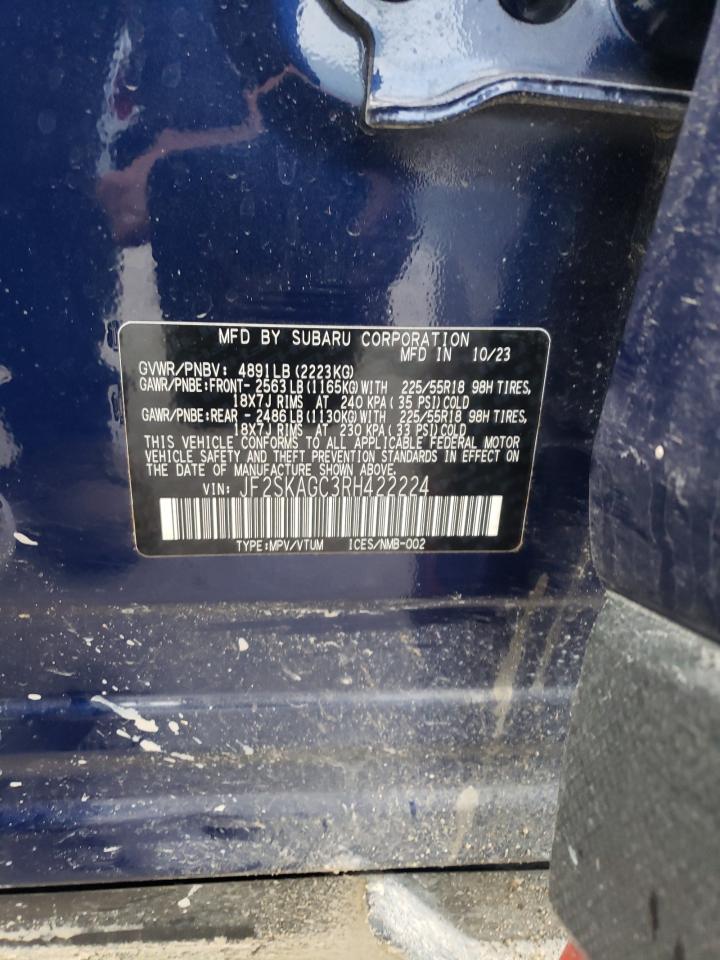 MFD BY SUBARU CORPORATION
MFD IN 10/23
GVWR/PNBV: 4891LB(2223KG)
GAWR/PNBE:FRONT- 2563LB(1165KG)WITH 225/55R18 98H TIRES,
18X7J RIMS AT 240 KPA( 35 PSI)COLD
GAWR/PNBE:REAR - 2486LB(1130KG)WITH 225/55R18 98H TIRES,
18X7J RIMS AT 230 KPA( 33 PSI)COLD
THIS VEHICLE CONFORMS TO ALL APPLICABLE FEDERAL MOTOR
VEHICLE SAFETY AND THEFT PREVENTION STANDARDS IN EFFECT ON
THE DATE OF MANUFACTURE SHOWN ABOVE.
VIN: JF2SKAGC3RH422224
TYPE:MPV/VTUM ICES/NMB-002